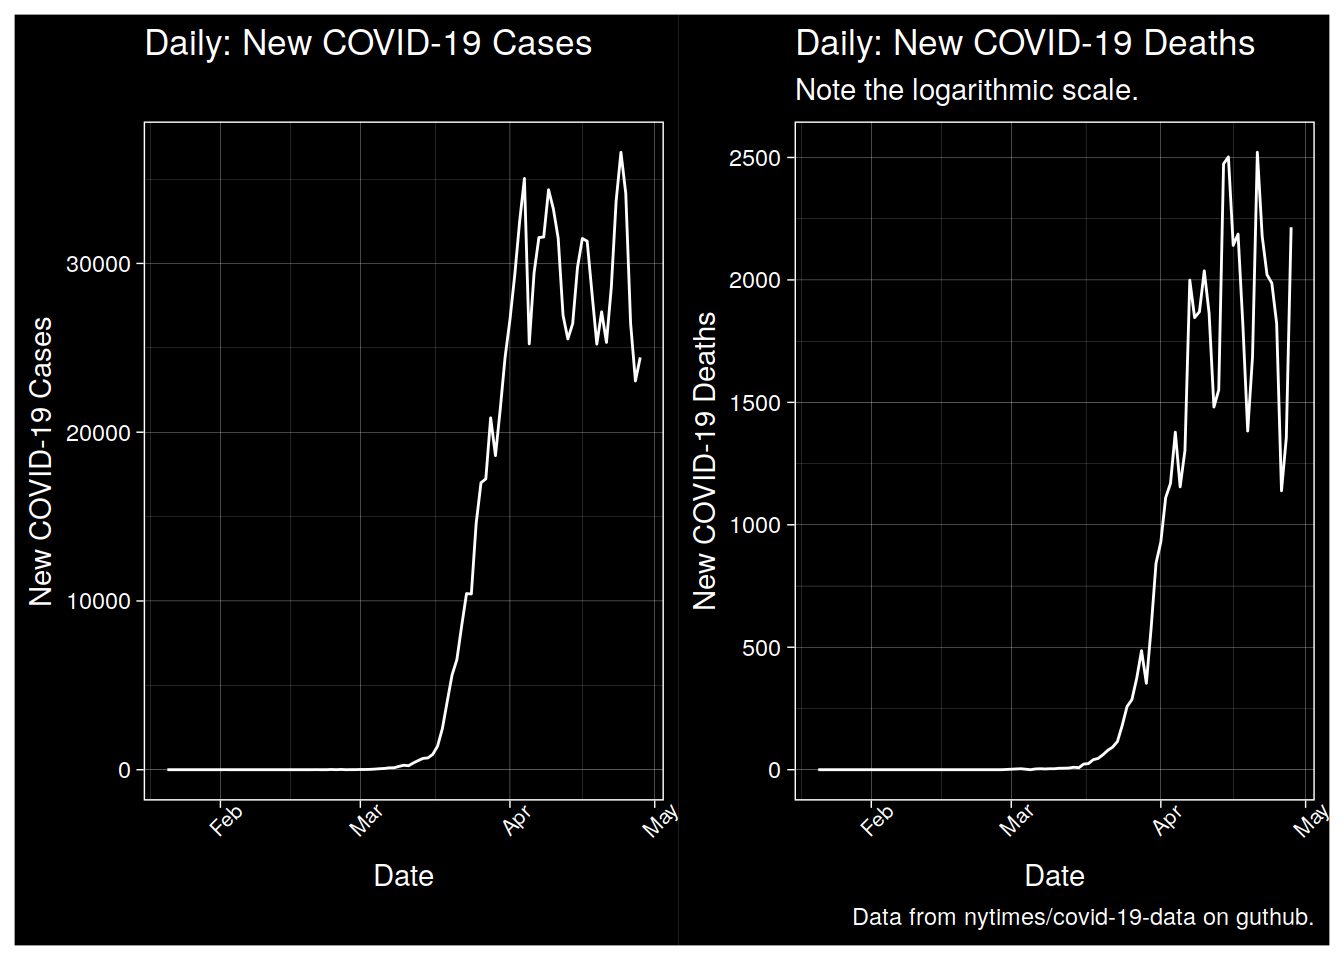 Daily: New COVID-19 Cases
New COVID-19 Cases
30000
20000
10000
0
Feb
Mar
Apr
May
Date
Daily: New COVID-19 Deaths
Note the logarithmic scale.
New COVID-19 Deaths
2500
2000
1500
1000
500
0
Feb
Mar
Apr
May
Date
Data from nytimes/covid-19-data on guthub.